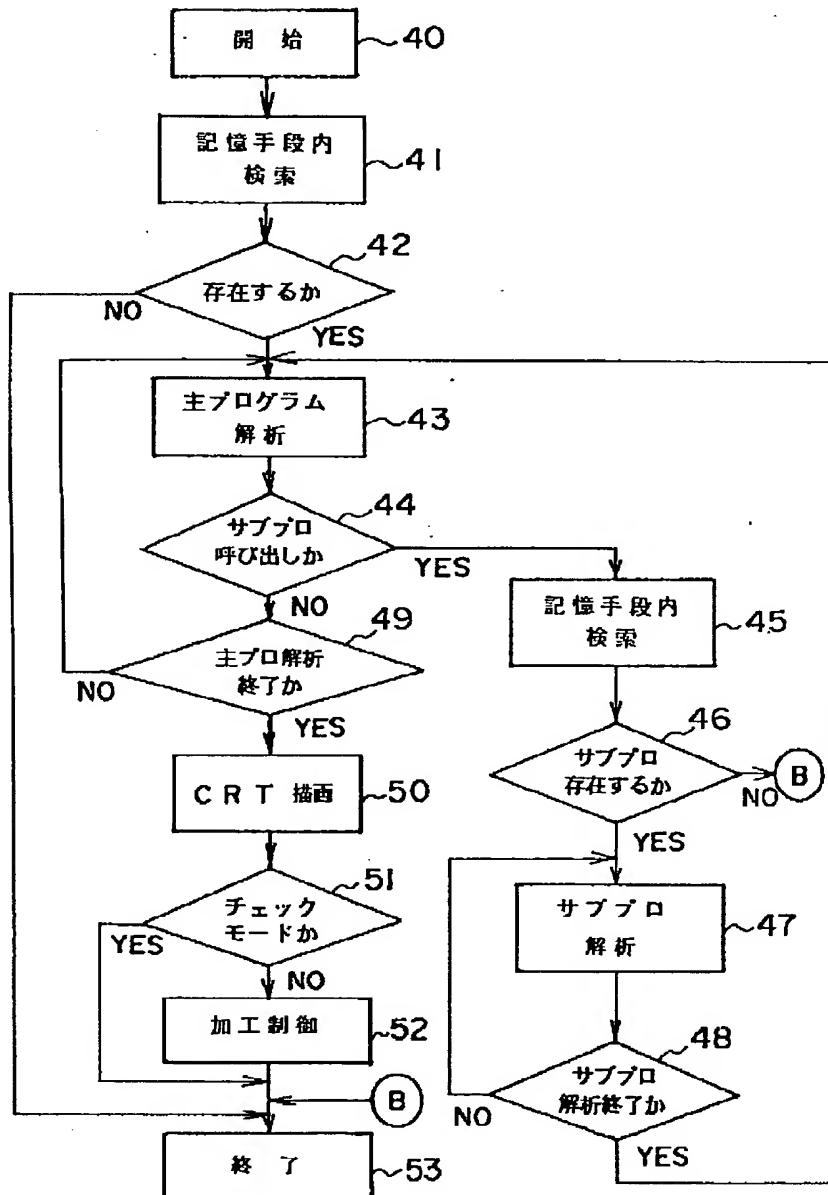 開始
40
記憶手段内
検索
41
42
存在するか
NO
YES
主プログラム
解析
43
44
サブプロ
呼び出しか
YES
NO
記憶手段内
検索
45
49
主プロ解析
終了か
NO
YES
46
サブプロ
存在するか
NO
B
YES
CRT描画
50
51
チェック
モードか
YES
NO
サブプロ
解析
47
加工制御
52
48
サブプロ
解析終了か
NO
YES
B
終了
53